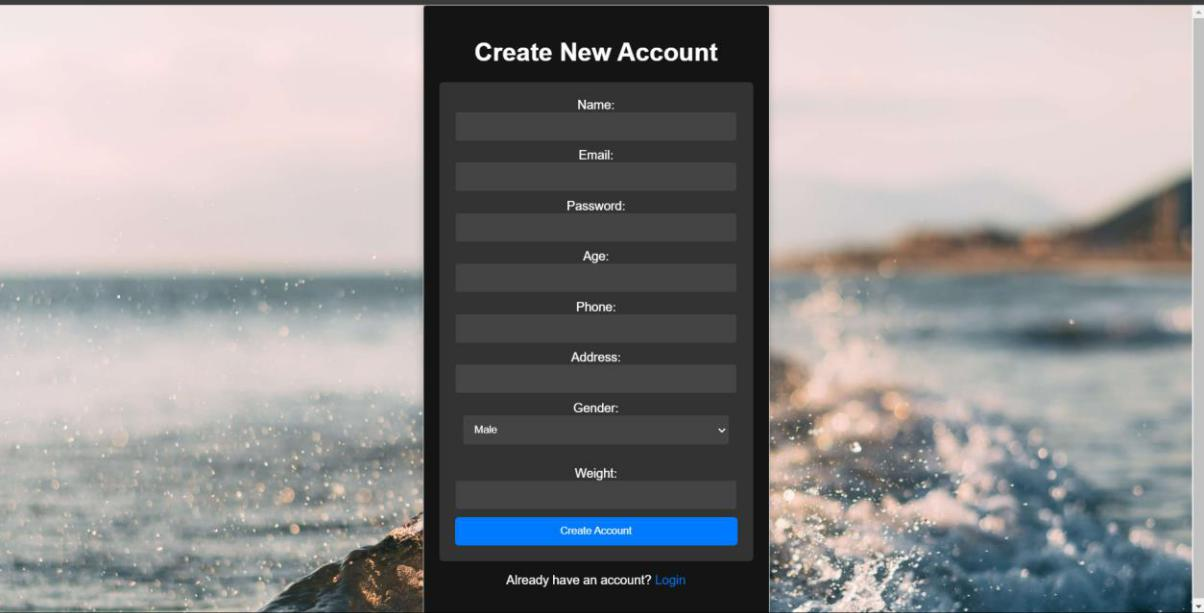 Create New Account
Name:
Email:
Password:
Age:
Phone:
Address:
Gender:
Male
Weight:
Create Account
Already have an account? Login